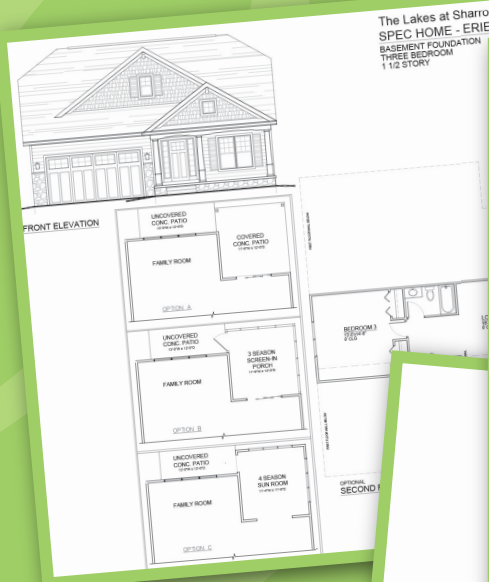 The Lakes at Sharro
SPEC HOME - ERIE
BASEMENT FOUNDATION
THREE BEDROOM
1 1/2 STORY
FRONT ELEVATION
UNCOVERED
CONC. PATIO
COVERED
CONC. PATIO
FAMILY ROOM
OPTION A
UNCOVERED
CONC. PATIO
3 SEASON
SCREEN-IN
PORCH
FAMILY ROOM
OPTION B
UNCOVERED
CONC. PATIO
4 SEASON
SUN ROOM
FAMILY ROOM
OPTION C
BEDROOM 3
OPTIONAL
SECOND